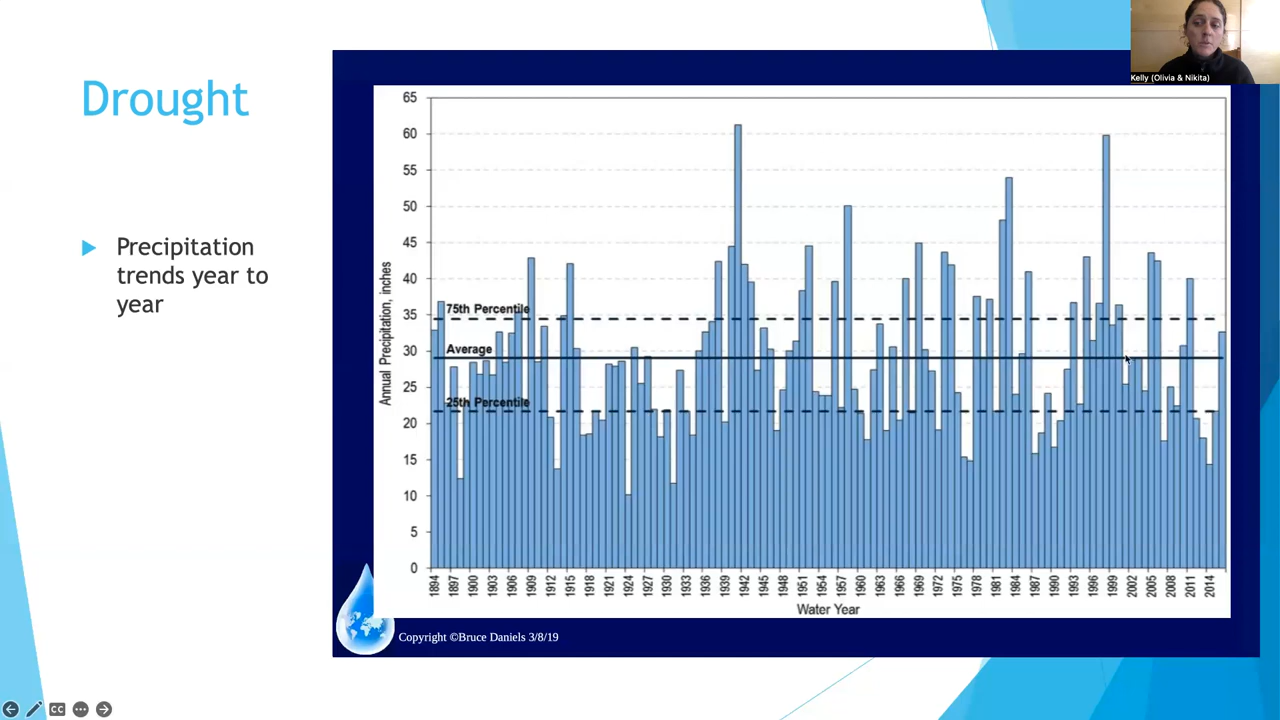 Kelly (Olivia & Nikita)
Drought
Precipitation
trends year to
year
65
60
55
50
45
40
35
30
25
20
15
10
5
0
Annual Precipitation, inches
75th Percentile
Average
25th Percentile
1894 1897 1900 1903 1906 1909 1912 1915 1918 1921 1924 1927 1930 1933 1936 1939 1942 1945 1948 1951 1954 1957 1960 1963 1966 1969 1972 1975 1978 1981 1984 1987 1990 1993 1996 1999 2002 2005 2008 2011 2014
Water Year
Copyright ©Bruce Daniels 3/8/19
CC